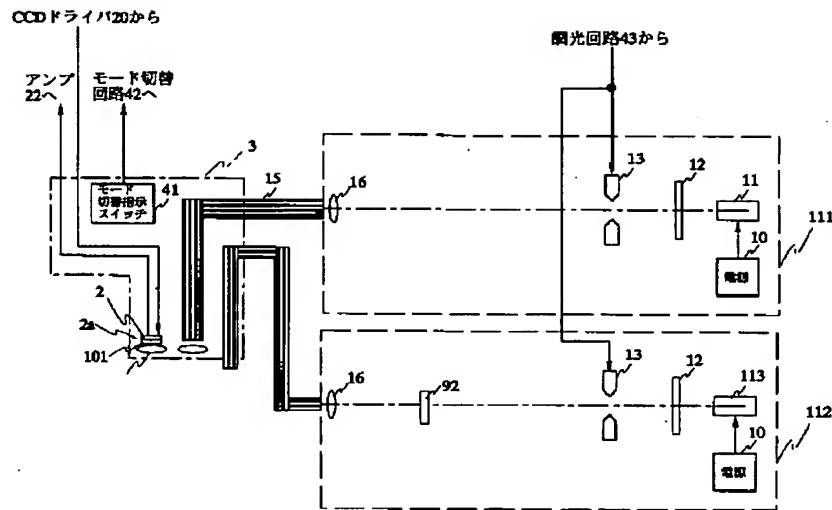 CCDドライバ20から
調光回路43から
アンプ
22へ
モード切替
回路42へ
3
モード
切替指示
スイッチ
41
15
16
13
12
11
10
電源
111
2
2a
101
16
92
13
12
113
10
電源
112